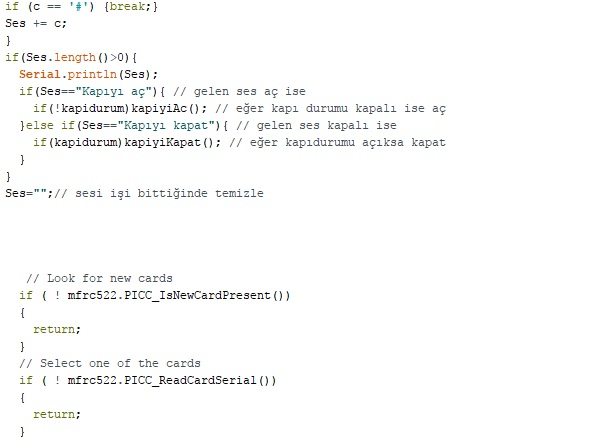 if (c == '#') {break;}
Ses += c;
}
if(Ses.length()>0){
  Serial.println(Ses);
  if(Ses=="Kapıyı aç"){ // gelen ses aç ise
    if(!kapidurum)kapiyiAc(); // eğer kapı durumu kapalı ise aç
  }else if(Ses=="Kapıyı kapat"){ // gelen ses kapalı ise
    if(kapidurum)kapiyiKapat(); // eğer kapıdurumu açıksa kapat
  }
}
Ses="";// sesi işi bittiğinde temizle
   // Look for new cards
  if ( ! mfrc522.PICC_IsNewCardPresent())
  {
    return;
  }
  // Select one of the cards
  if ( ! mfrc522.PICC_ReadCardSerial())
  {
    return;
  }